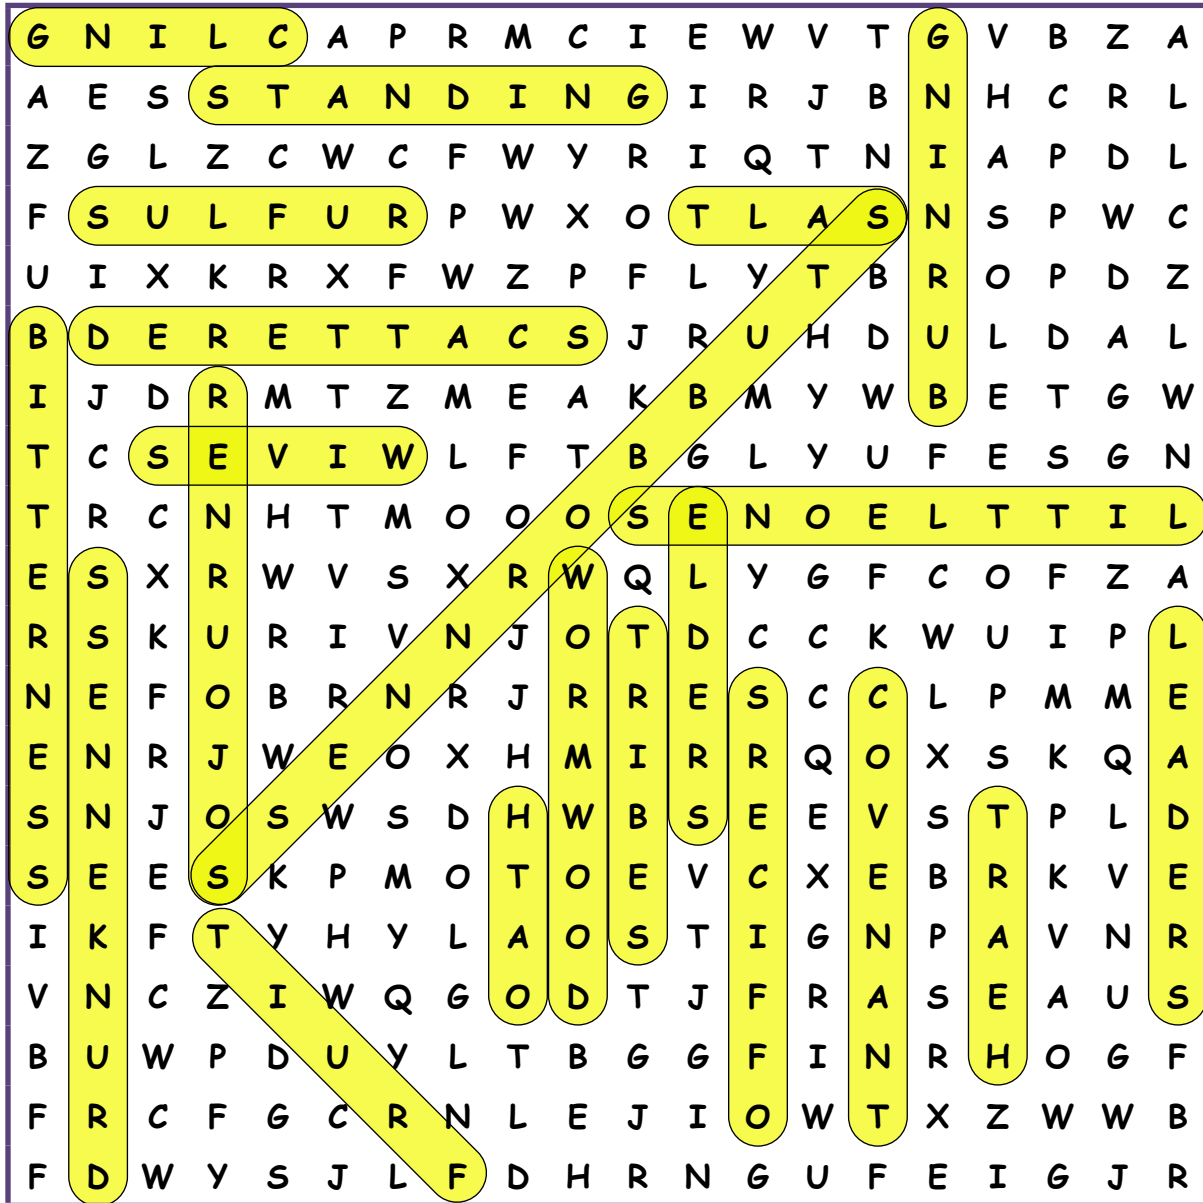 G N I L C A P R M C I E W V T G V B Z A
A E S S T A N D I N G I R J B N H C R L
Z G L Z C W C F W Y R I Q T N I A P D L
F S U L F U R P W X O T L A S N S P W C
U I X K R X F W Z P F L Y T B R O P D Z
B D E R E T T A C S J R U H D U L D A L
I J D R M T Z M E A K B M Y W B E T G W
T C S E V I W L F T B G L Y U F E S G N
T R C N H T M O O O S E N O E L T T I L
E S X R W V S X R W Q L Y G F C O F Z A
R S K U R I V N J O T D C C K W U I P L
N E F O B R N R J R R E S C C L P M M E
E N R J W E O X H M I R R Q O X S K Q A
S N J O S W S D H W B S E E V S T P L D
S E E S K P M O T O E V C X E B R K V E
I K F T Y H Y L A O S T I G N P A V N R
V N C Z I W Q G O D T J F R A S E A U S
B U W P D U Y L T B G G F I N R H O G F
F R C F G C R N L E J I O W T X Z W W B
F D W Y S J L F D H R N G U F E I G J R